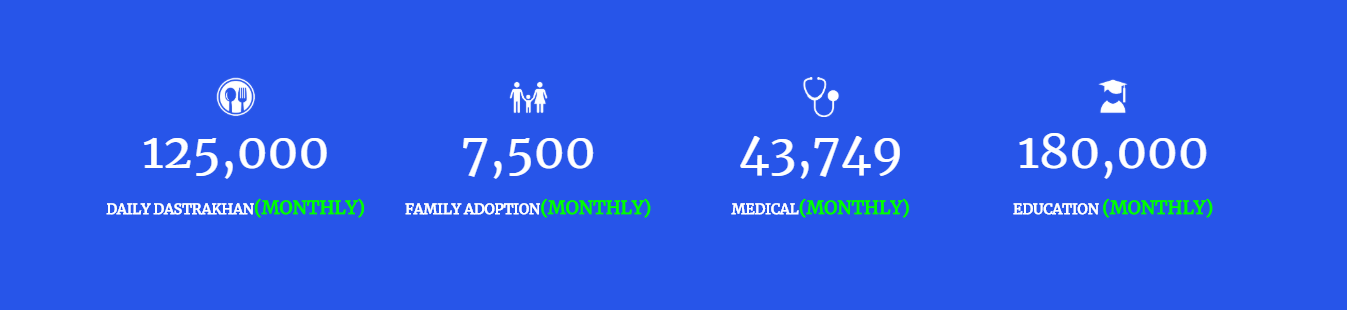 125,000 7,500 43,749 180,000
DAILY DASTRAKHAN(MONTHLY) FAMILY ADOPTION(MONTHLY) MEDICAL(MONTHLY) EDUCATION (MONTHLY)